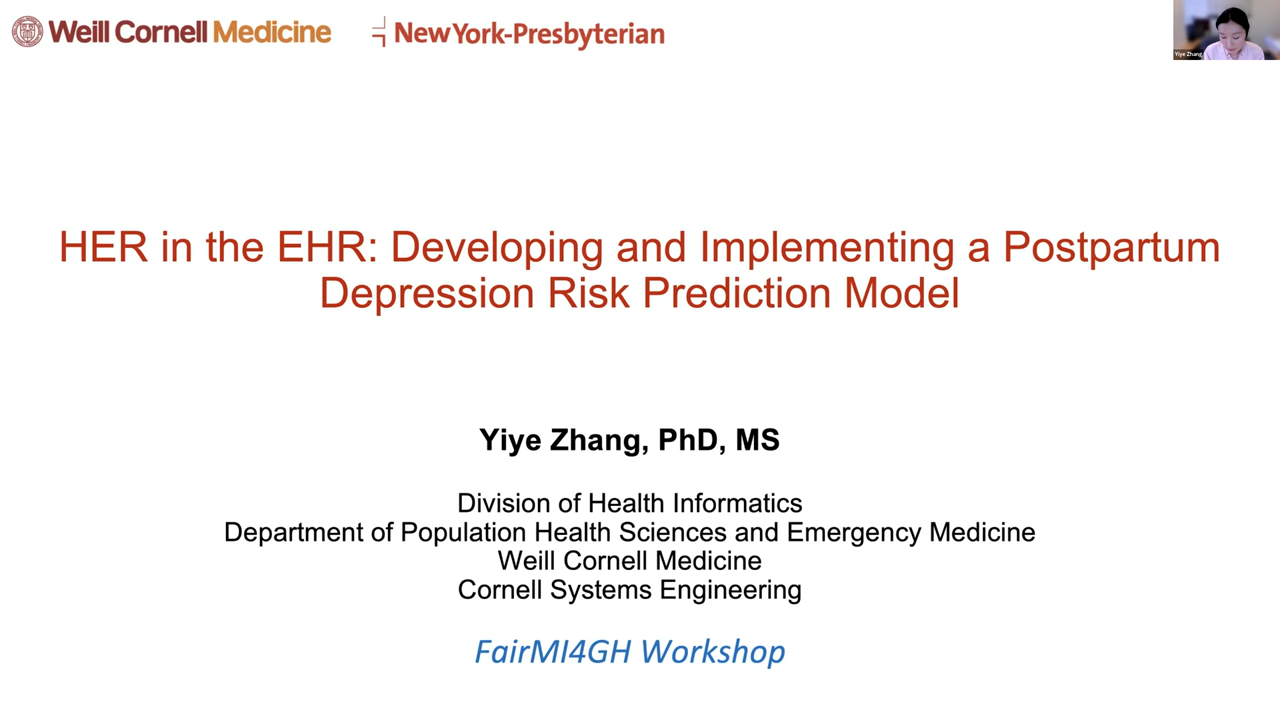 Weill Cornell Medicine
NewYork-Presbyterian
Yiye Zhang
HER in the EHR: Developing and Implementing a Postpartum
Depression Risk Prediction Model
Yiye Zhang, PhD, MS
Division of Health Informatics
Department of Population Health Sciences and Emergency Medicine
Weill Cornell Medicine
Cornell Systems Engineering
FairMI4GH Workshop